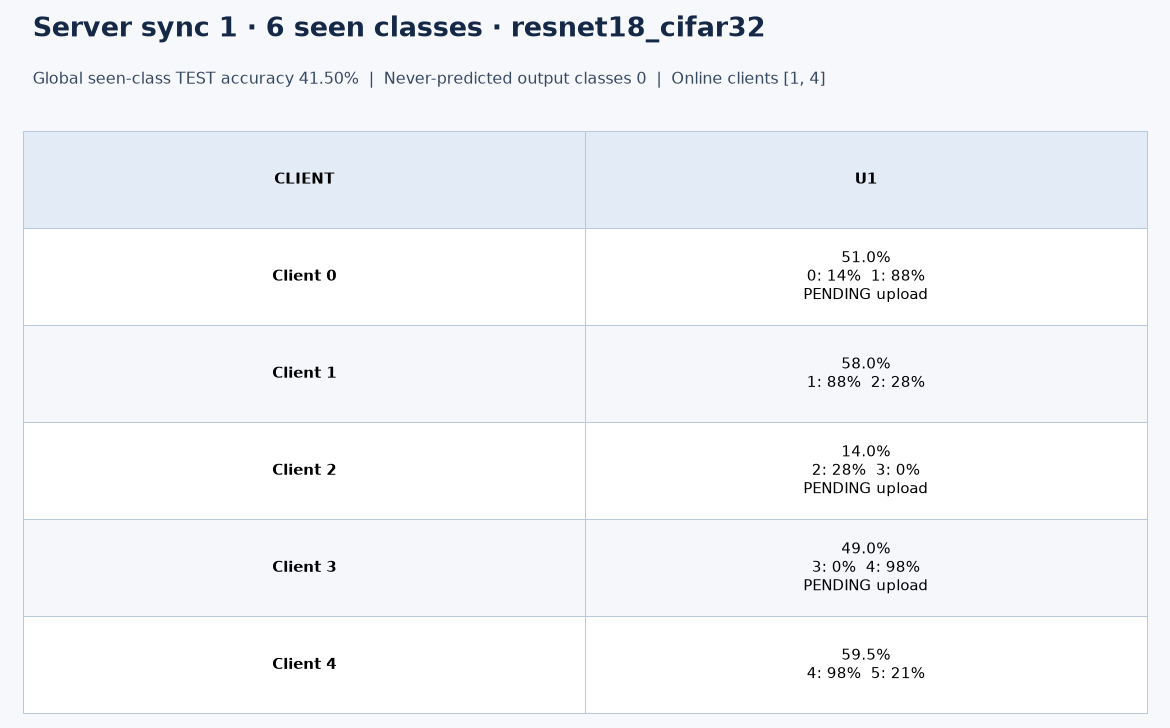 Server sync 1 · 6 seen classes · resnet18_cifar32
Global seen-class TEST accuracy 41.50%  |  Never-predicted output classes 0  |  Online clients [1, 4]
CLIENT
U1
Client 0
51.0%
0: 14%  1: 88%
PENDING upload
Client 1
58.0%
1: 88%  2: 28%
Client 2
14.0%
2: 28%  3: 0%
PENDING upload
Client 3
49.0%
3: 0%  4: 98%
PENDING upload
Client 4
59.5%
4: 98%  5: 21%